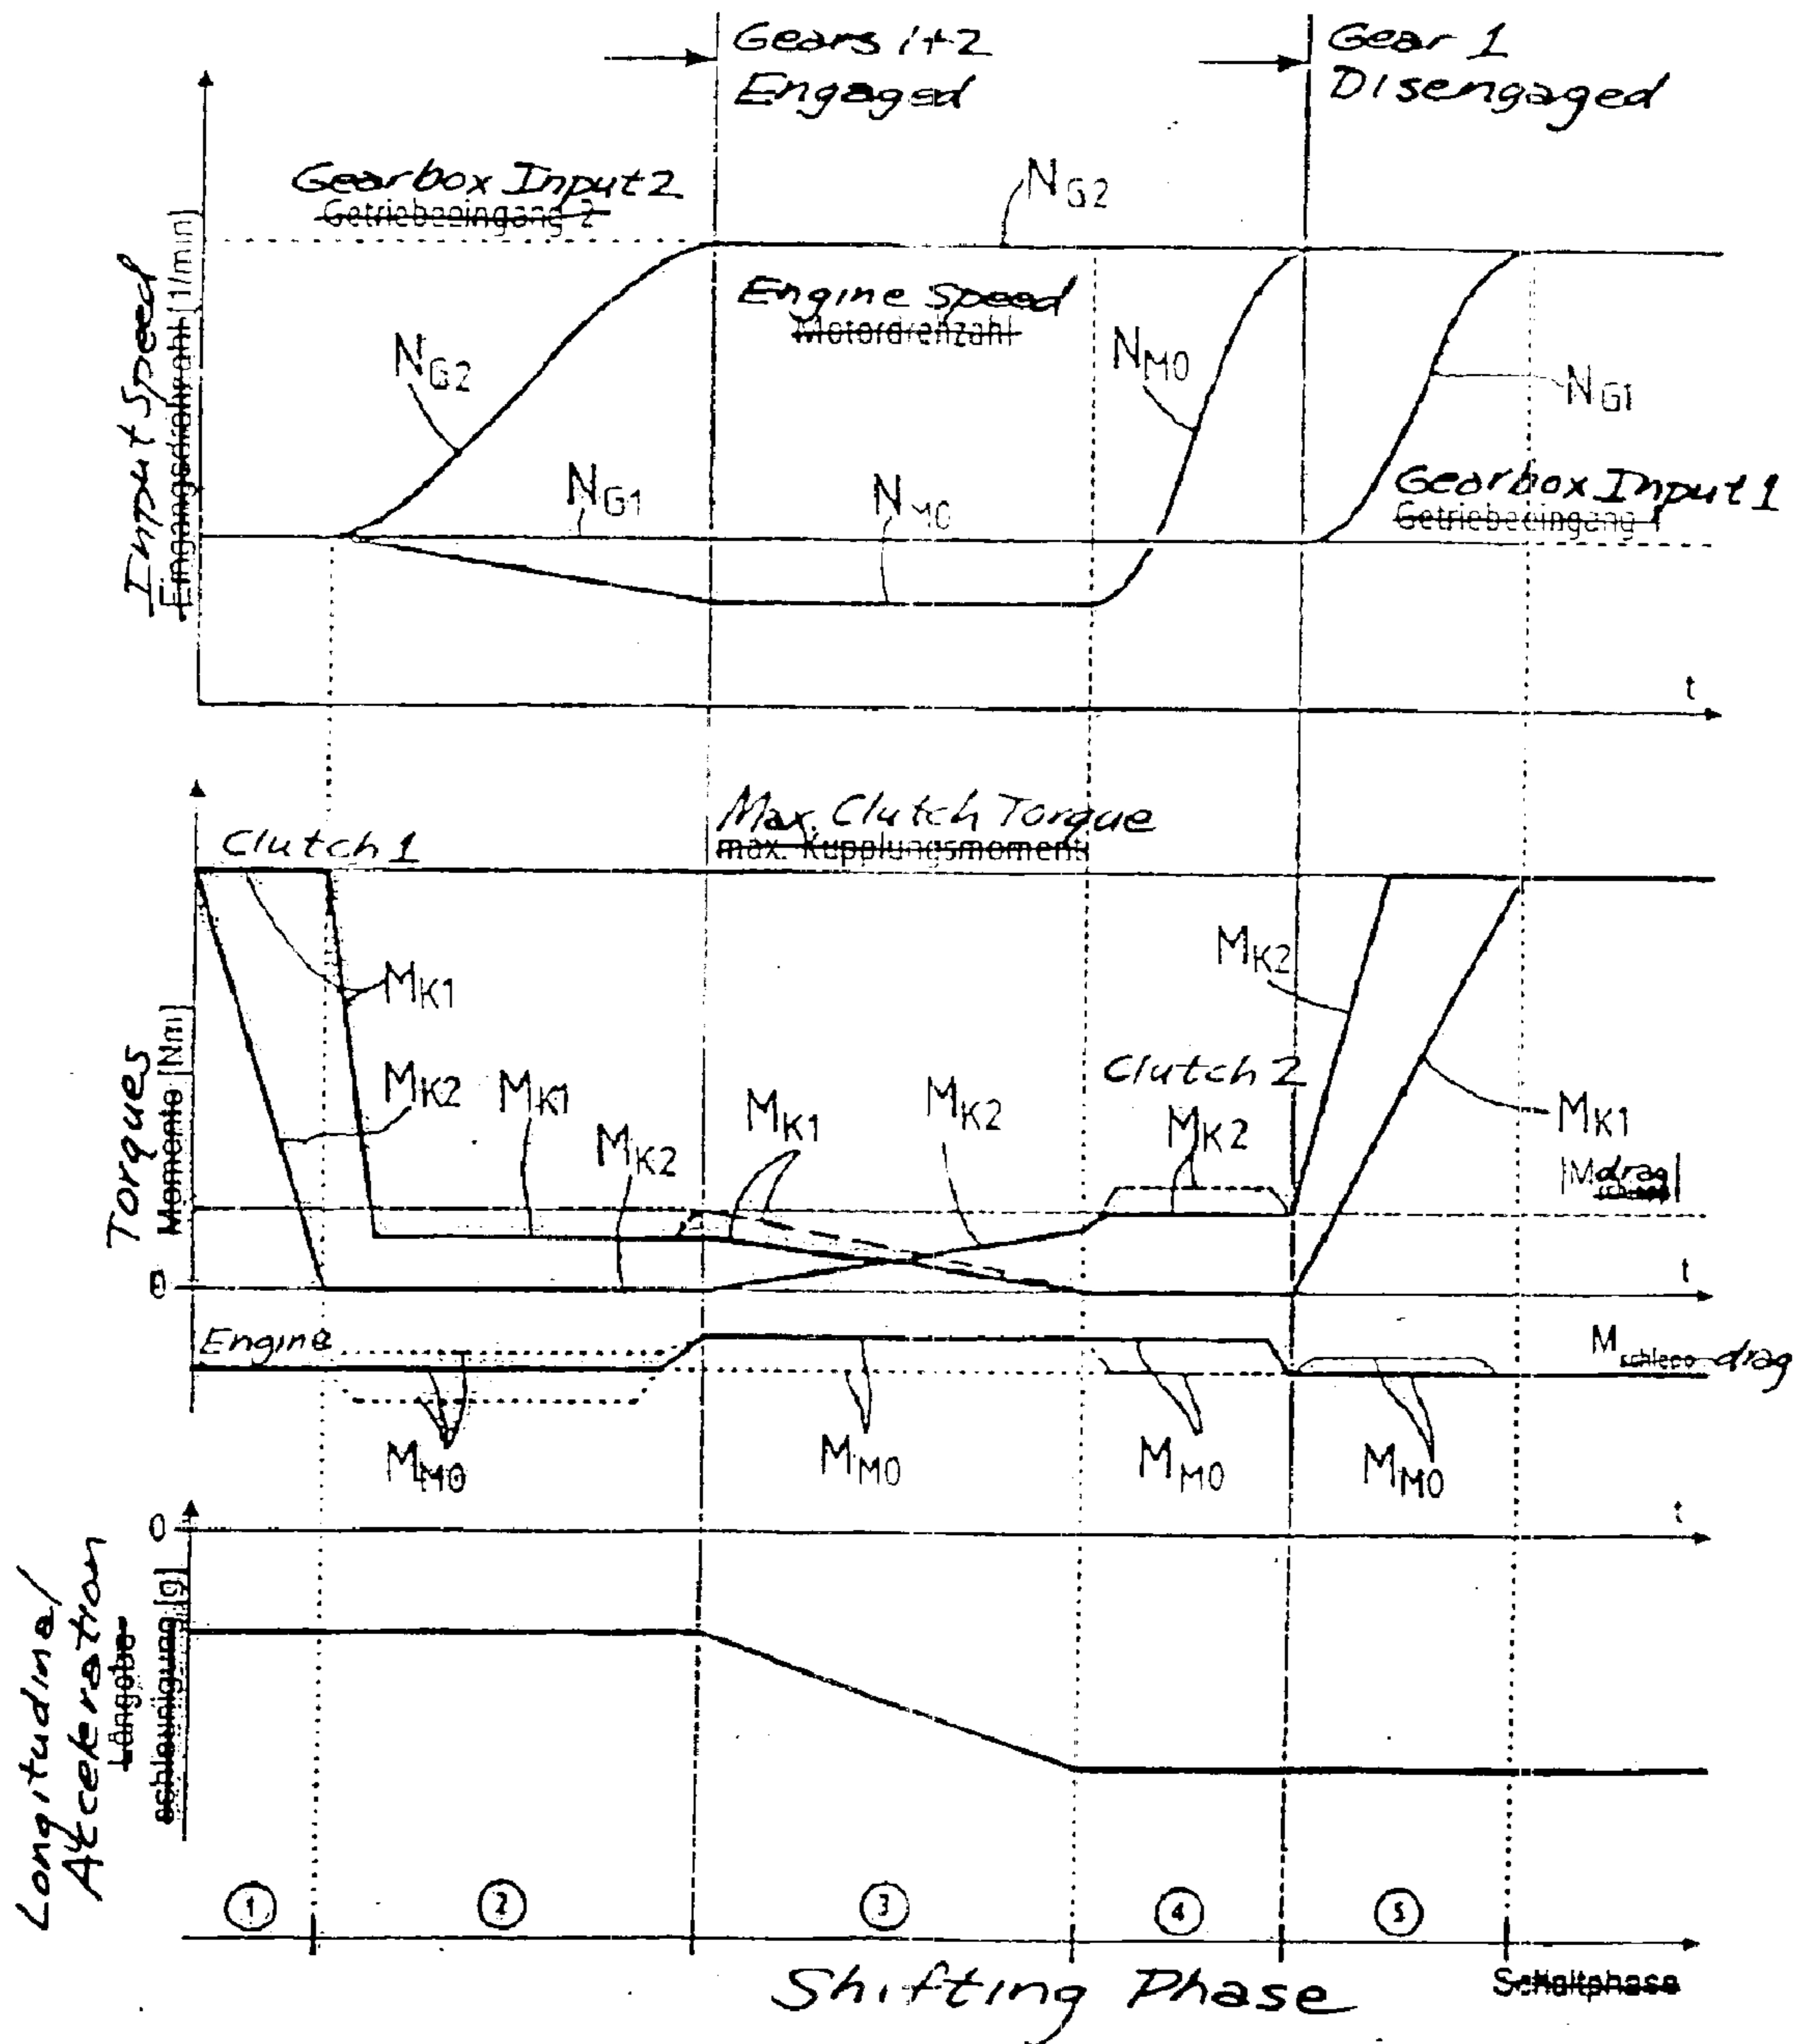 Gears 1+2
Engaged
Gear 1
Disengaged
Gearbox Input 2
Getriebeeingang 2
N_G2
Input Speed
Eingangsdrehzahl [1/min]
Engine Speed
Motordrehzahl
N_G2
N_M0
N_G1
N_G1
N_M0
Gearbox Input 1
Getriebeeingang 1
t
Clutch 1
Max. Clutch Torque
max. Kupplungsmoment
M_K2
M_K1
Torques
Momente [Nm]
M_K2
M_K1
M_K2
M_K1
M_K2
Clutch 2
M_K2
M_K1
|M drag|
0
t
Engine
M schlepp drag
M_M0
M_M0
M_M0
M_M0
0
t
Longitudinal
Acceleration
Längsbe-
schleunigung [g]
1
2
3
4
5
Shifting Phase
Schaltphase